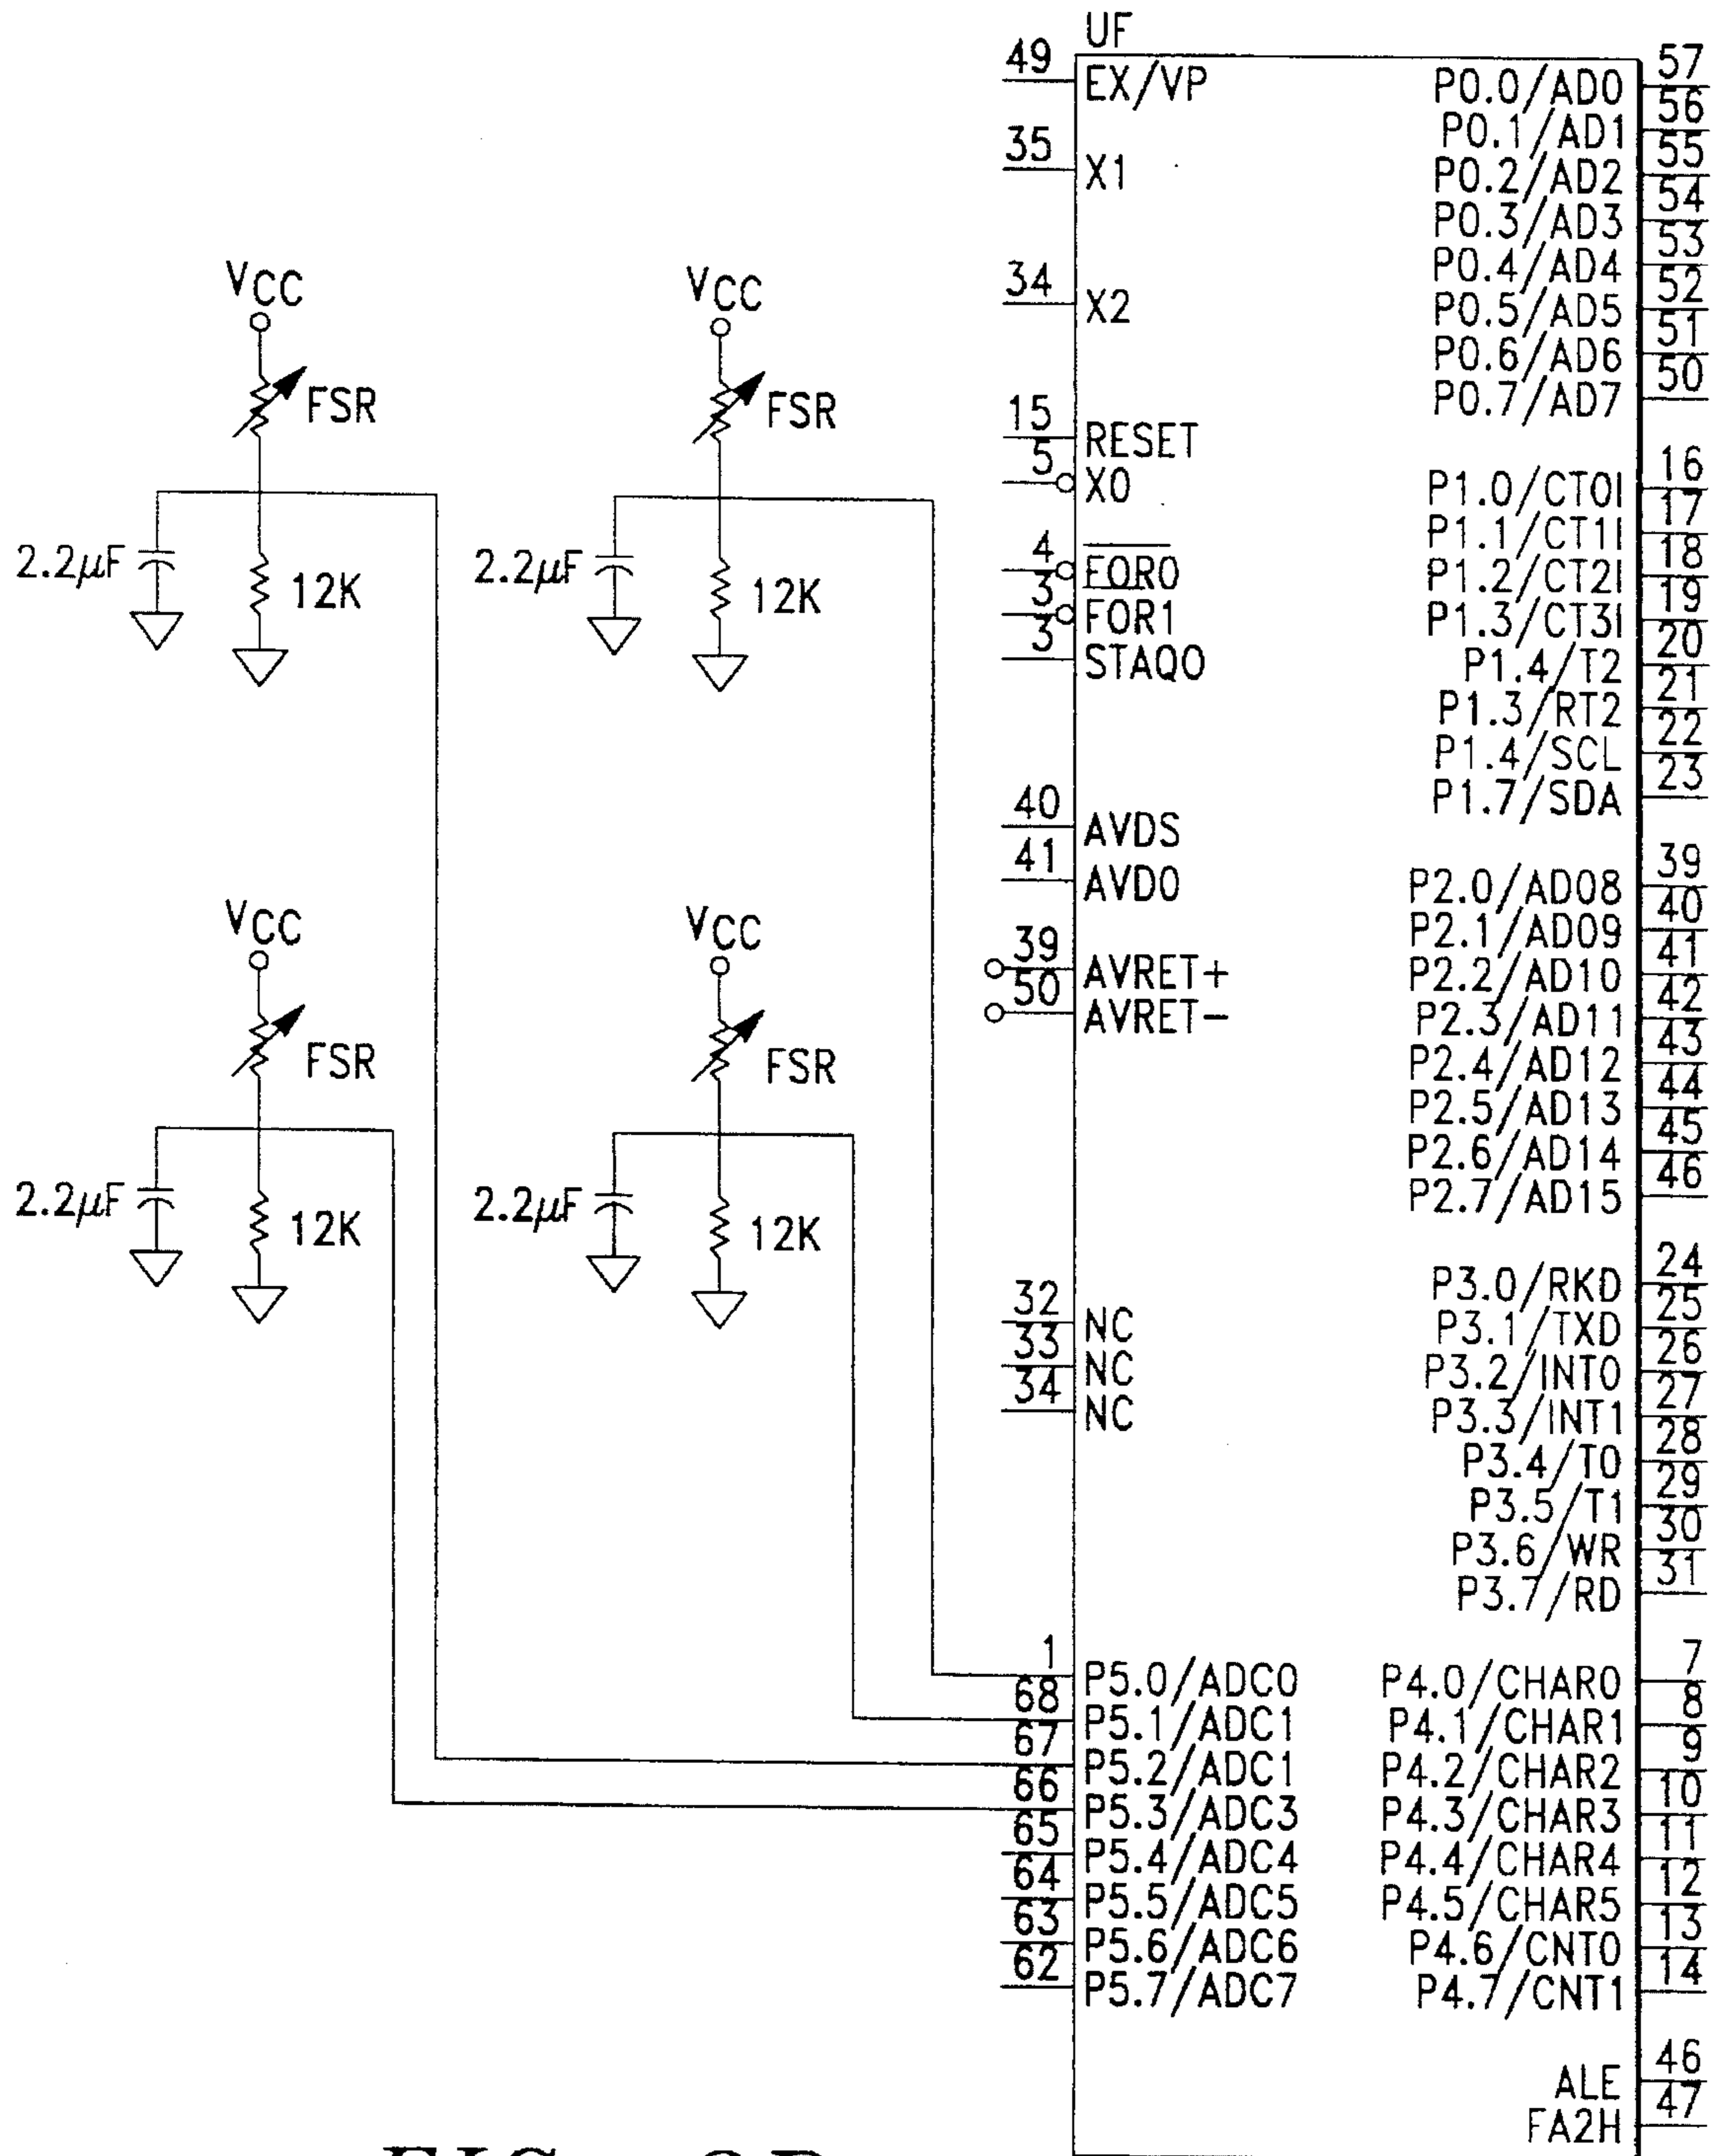 UF
49 EX/VP
35 X1
34 X2
15 RESET
5 X0
4 FOR0
3 FOR1
3 STAQ0
40 AVDS
41 AVD0
39 AVRET+
50 AVRET-
32 NC
33 NC
34 NC
1 P5.0/ADC0
68 P5.1/ADC1
67 P5.2/ADC1
66 P5.3/ADC3
65 P5.4/ADC4
64 P5.5/ADC5
63 P5.6/ADC6
62 P5.7/ADC7
P0.0/AD0 57
P0.1/AD1 56
P0.2/AD2 55
P0.3/AD3 54
P0.4/AD4 53
P0.5/AD5 52
P0.6/AD6 51
P0.7/AD7 50
P1.0/CT0I 16
P1.1/CT1I 17
P1.2/CT2I 18
P1.3/CT3I 19
P1.4/T2 20
P1.3/RT2 21
P1.4/SCL 22
P1.7/SDA 23
P2.0/AD08 39
P2.1/AD09 40
P2.2/AD10 41
P2.3/AD11 42
P2.4/AD12 43
P2.5/AD13 44
P2.6/AD14 45
P2.7/AD15 46
P3.0/RKD 24
P3.1/TXD 25
P3.2/INT0 26
P3.3/INT1 27
P3.4/T0 28
P3.5/T1 29
P3.6/WR 30
P3.7/RD 31
P4.0/CHAR0 7
P4.1/CHAR1 8
P4.2/CHAR2 9
P4.3/CHAR3 10
P4.4/CHAR4 11
P4.5/CHAR5 12
P4.6/CNT0 13
P4.7/CNT1 14
ALE 46
FA2H 47
VCC
FSR
2.2μF
12K
VCC
FSR
2.2μF
12K
VCC
FSR
2.2μF
12K
VCC
FSR
2.2μF
12K